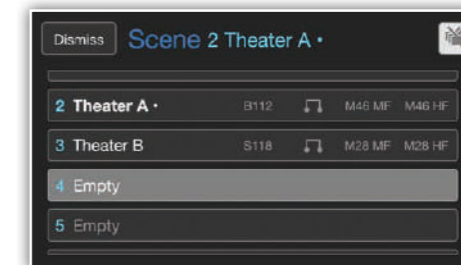 Dismiss Scene 2 Theater A •
2 Theater A • B112 M46 MF M46 HF
3 Theater B S118 M28 MF M28 HF
4 Empty
5 Empty